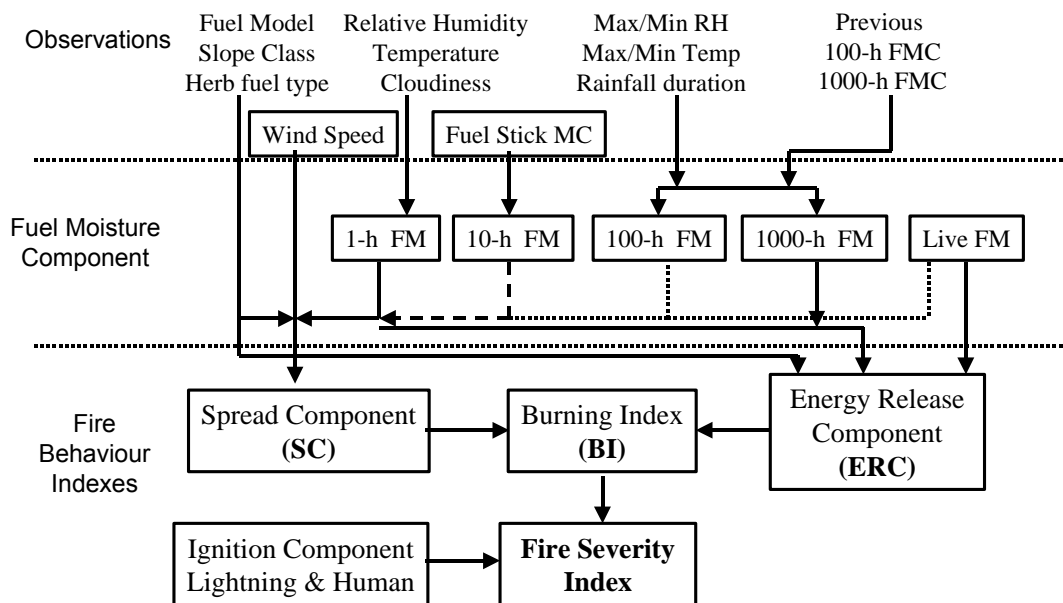 Observations
Fuel Model
Slope Class
Herb fuel type
Relative Humidity
Temperature
Cloudiness
Max/Min RH
Max/Min Temp
Rainfall duration
Previous
100-h FMC
1000-h FMC
Wind Speed
Fuel Stick MC
Fuel Moisture
Component
1-h FM
10-h FM
100-h FM
1000-h FM
Live FM
Fire
Behaviour
Indexes
Spread Component
(SC)
Burning Index
(BI)
Energy Release
Component
(ERC)
Ignition Component
Lightning & Human
Fire Severity
Index